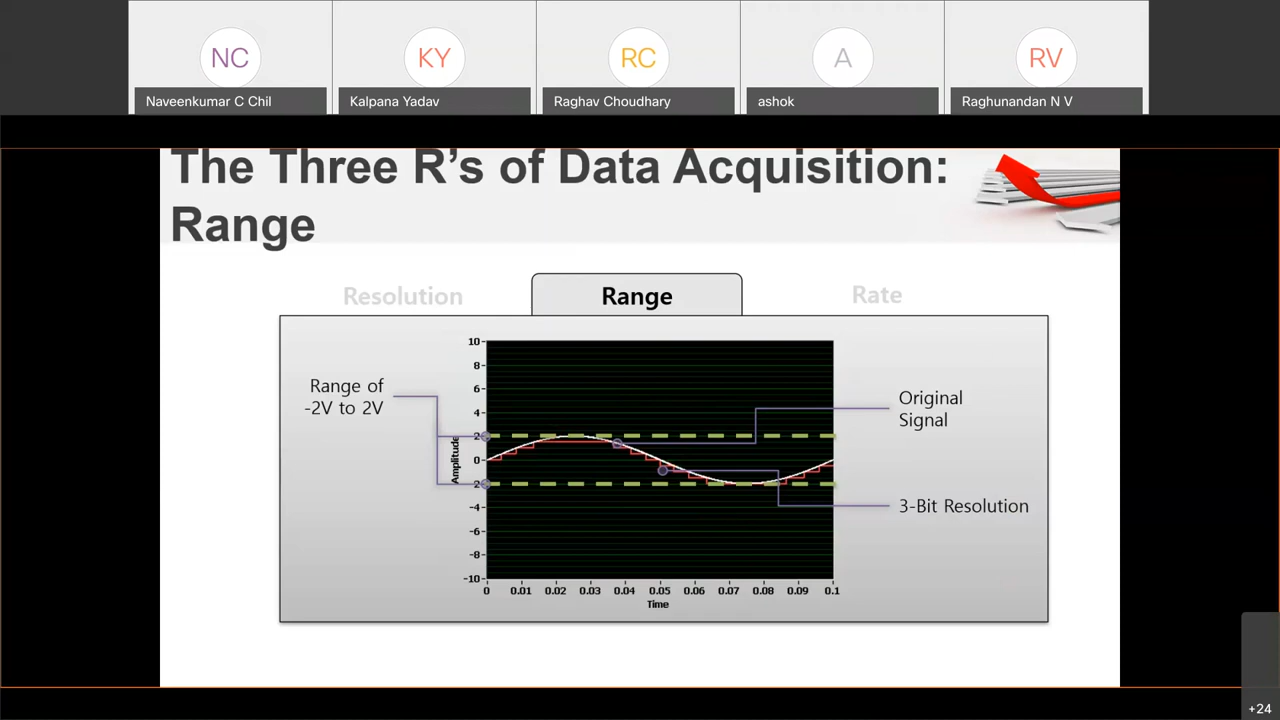 NC
KY
RC
A
RV
Naveenkumar C Chil
Kalpana Yadav
Raghav Choudhary
ashok
Raghunandan N V
The Three R’s of Data Acquisition:
Range
Resolution
Range
Rate
Range of
-2V to 2V
10
8
6
4
2
0
2
-4
-6
-8
-10
Amplitude
0
0.01
0.02
0.03
0.04
0.05
0.06
0.07
0.08
0.09
0.1
Time
Original
Signal
3-Bit Resolution
+24